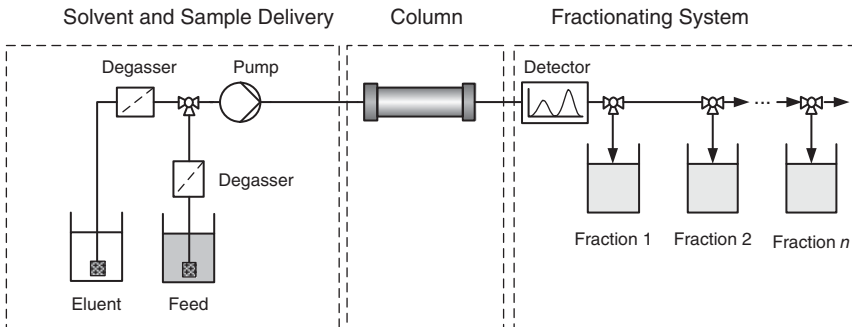 Solvent and Sample Delivery
Column
Fractionating System
Degasser
Pump
Detector
Degasser
...
Fraction 1
Fraction 2
Fraction n
Eluent
Feed